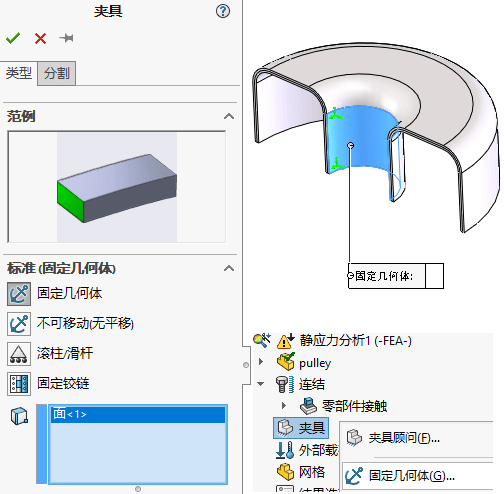 夹具
类型
分割
范例
标准 (固定几何体)
固定几何体
不可移动(无平移)
滚柱/滑杆
固定铰链
面<1>
固定几何体:
静应力分析1 (-FEA-)
pulley
连结
零部件接触
夹具
夹具顾问(F)...
外部载
固定几何体(G)...
网格